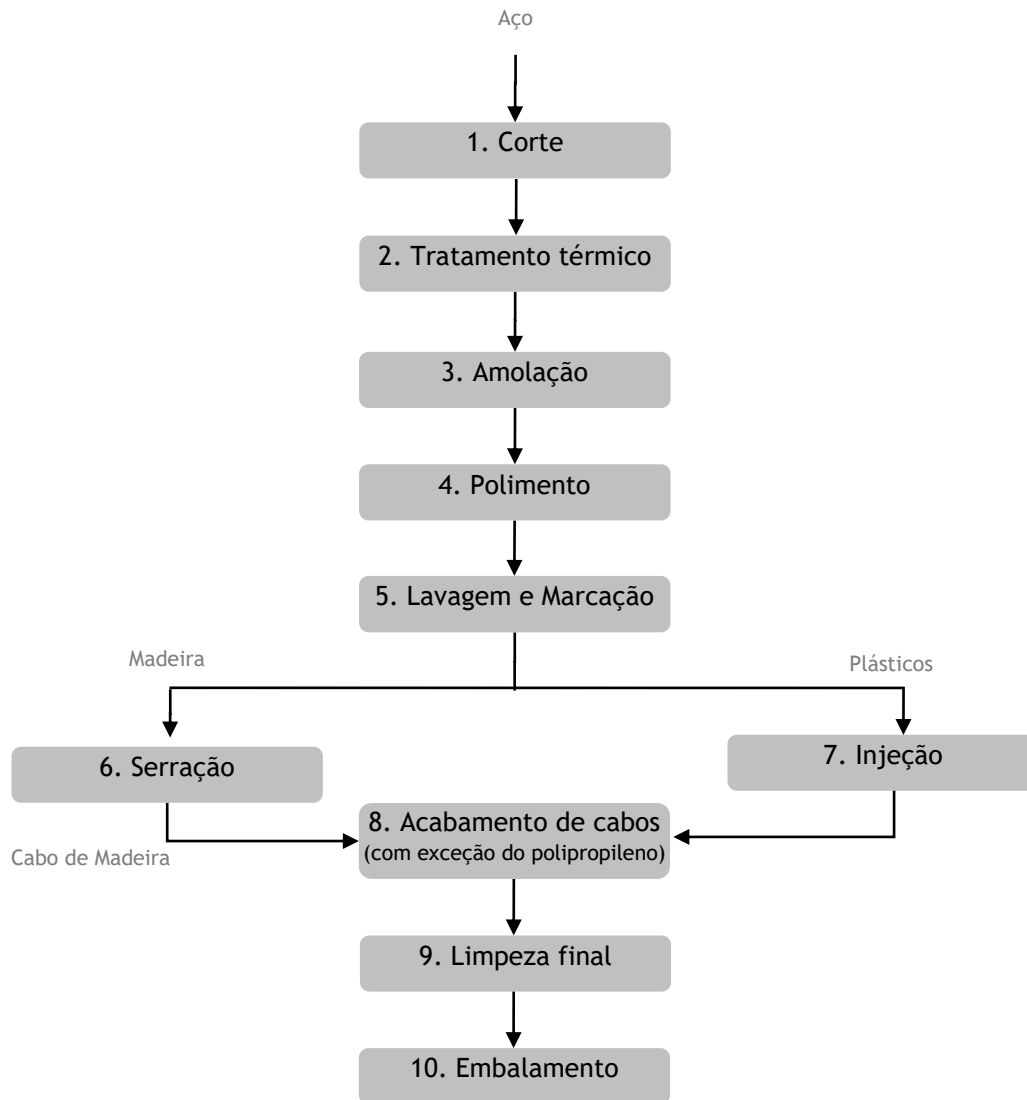 Aço
1. Corte
2. Tratamento térmico
3. Amolação
4. Polimento
5. Lavagem e Marcação
Madeira
Plásticos
6. Serração
7. Injeção
8. Acabamento de cabos
(com exceção do polipropileno)
Cabo de Madeira
9. Limpeza final
10. Embalamento